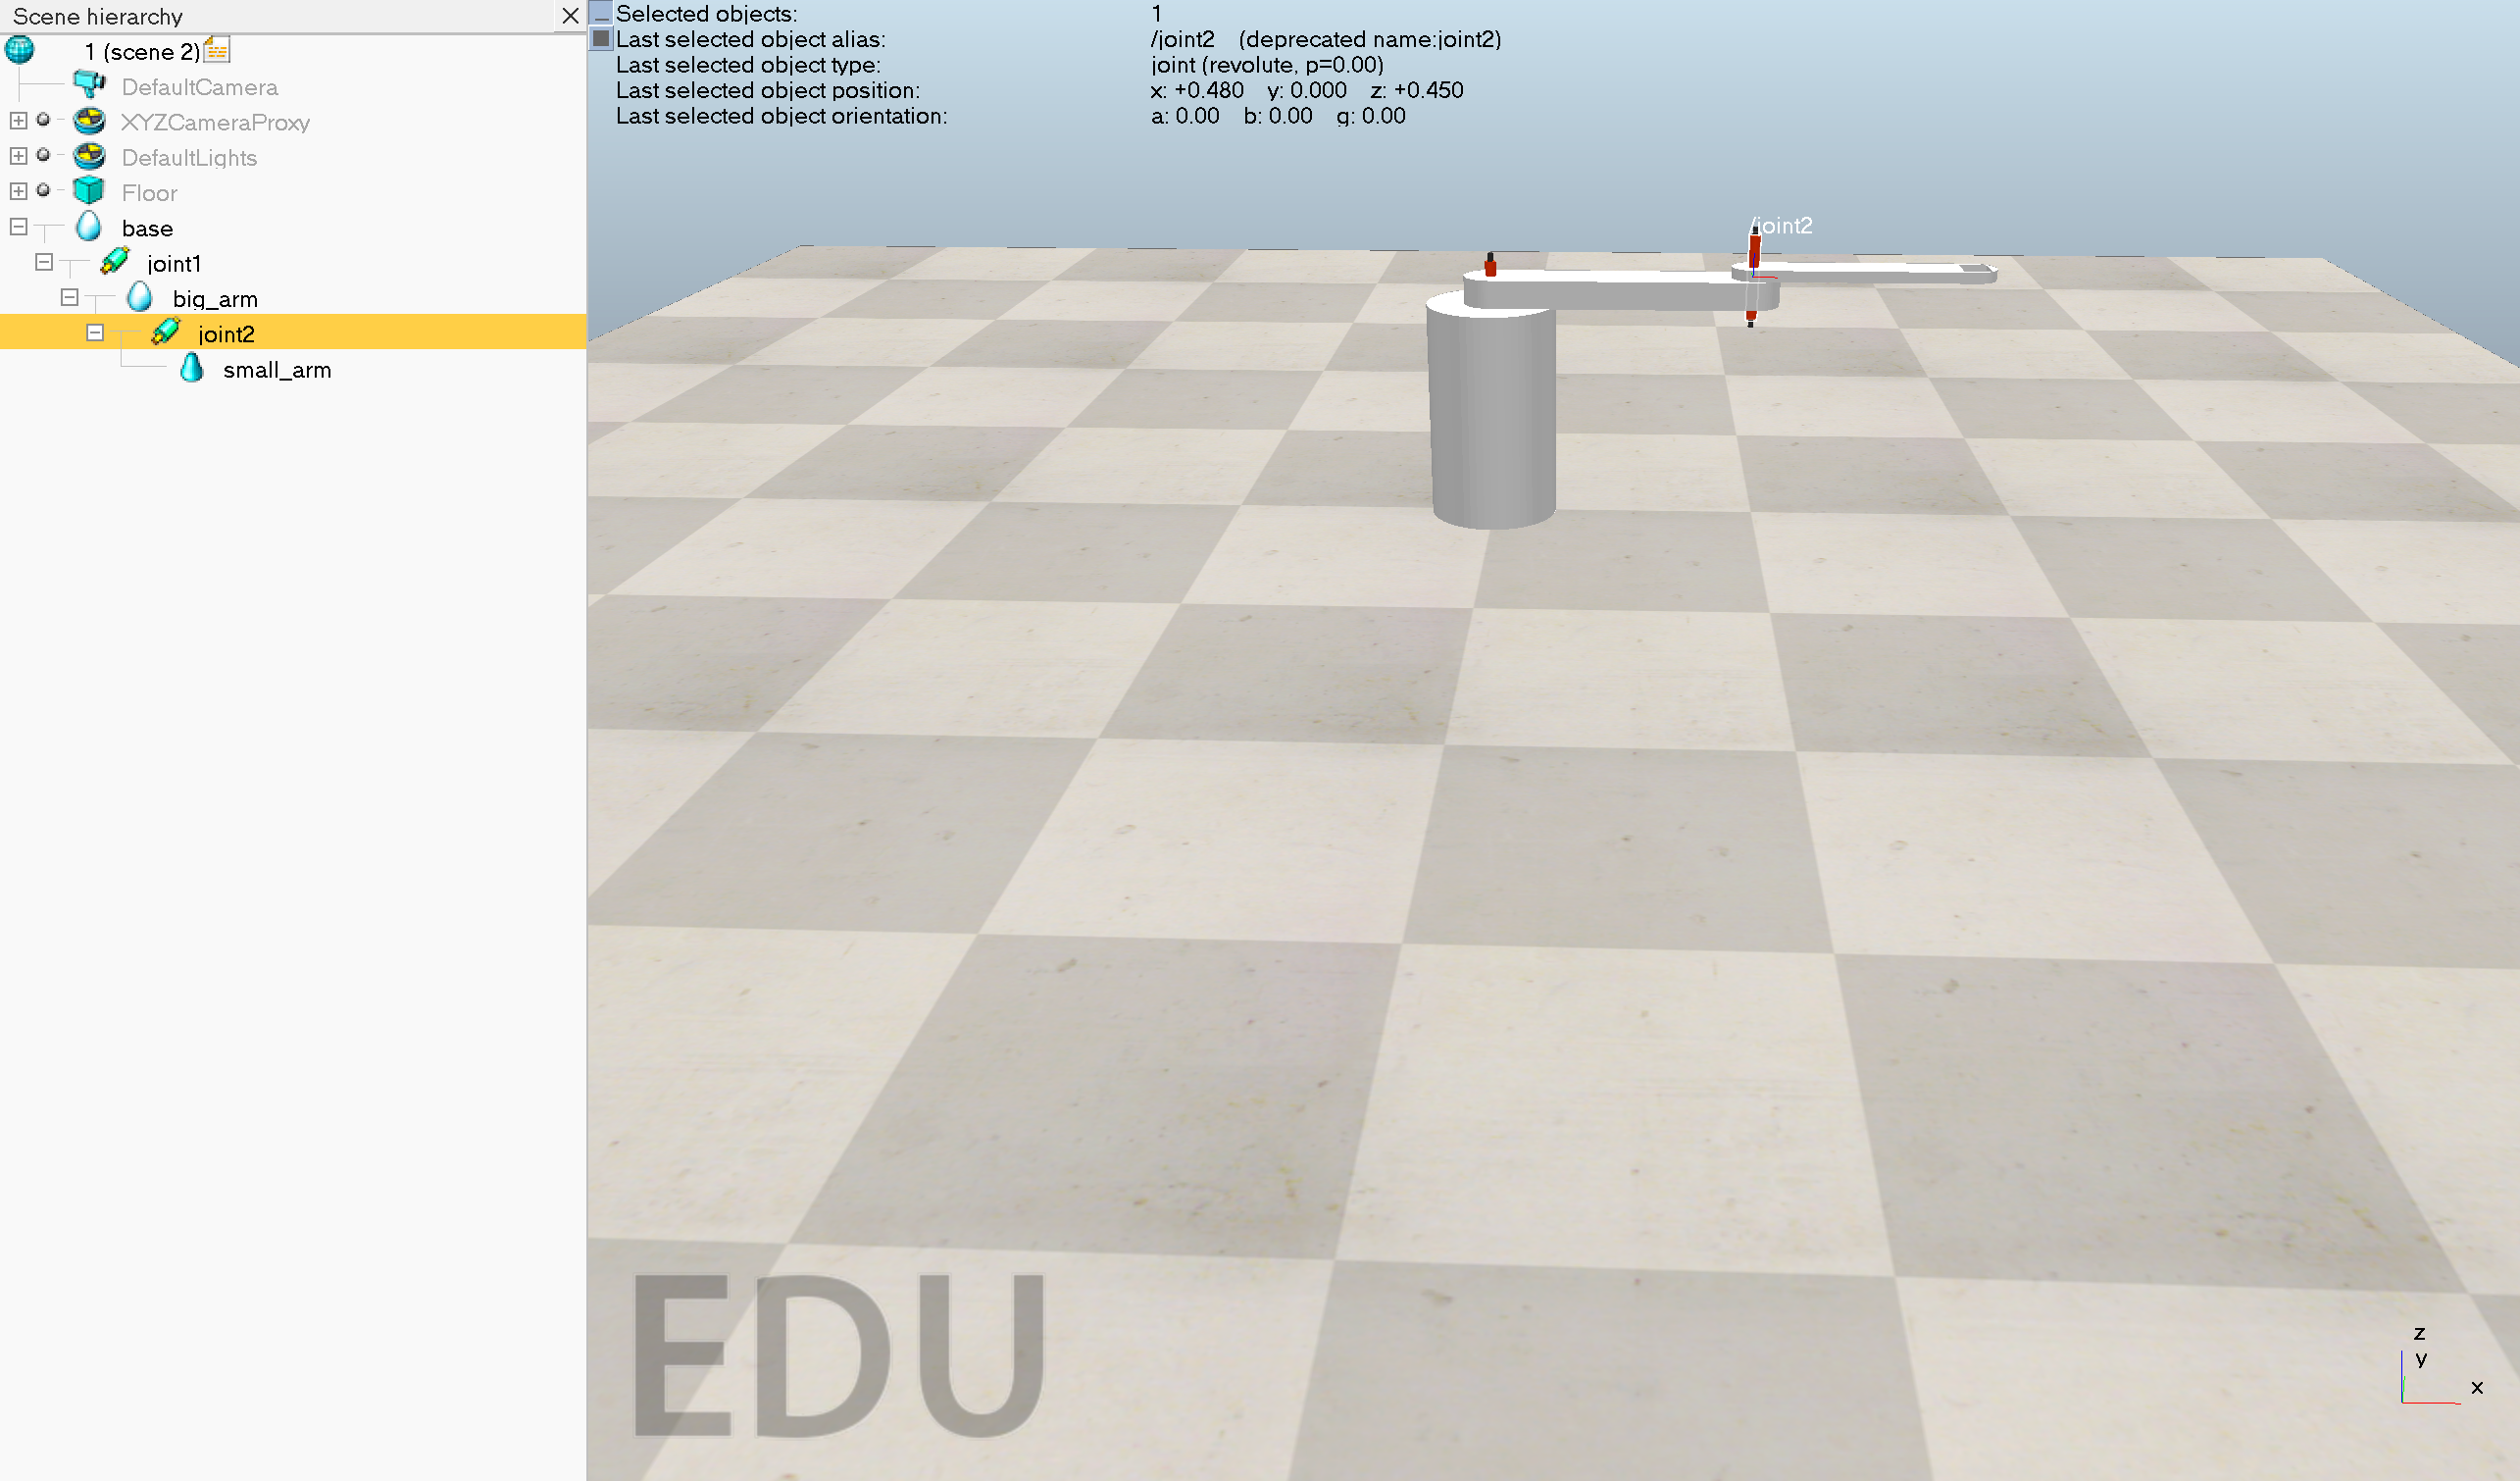 Scene hierarchy
1 (scene 2)
DefaultCamera
XYZCameraProxy
DefaultLights
Floor
base
joint1
big_arm
joint2
small_arm
Selected objects: 1
Last selected object alias: /joint2 (deprecated name:joint2)
Last selected object type: joint (revolute, p=0.00)
Last selected object position: x: +0.480 y: 0.000 z: +0.450
Last selected object orientation: a: 0.00 b: 0.00 g: 0.00
/joint2
EDU
z
y
x